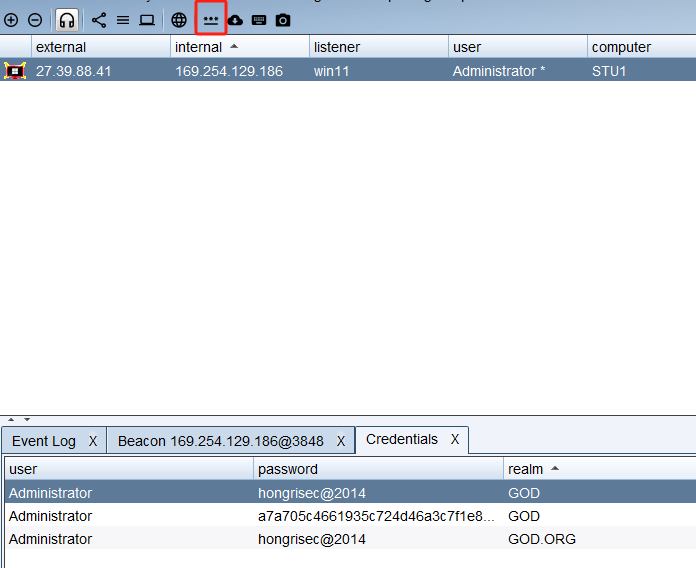 external internal listener user computer
27.39.88.41 169.254.129.186 win11 Administrator * STU1
Event Log X Beacon 169.254.129.186@3848 X Credentials X
user password realm
Administrator hongrisec@2014 GOD
Administrator a7a705c4661935c724d46a3c7f1e8... GOD
Administrator hongrisec@2014 GOD.ORG